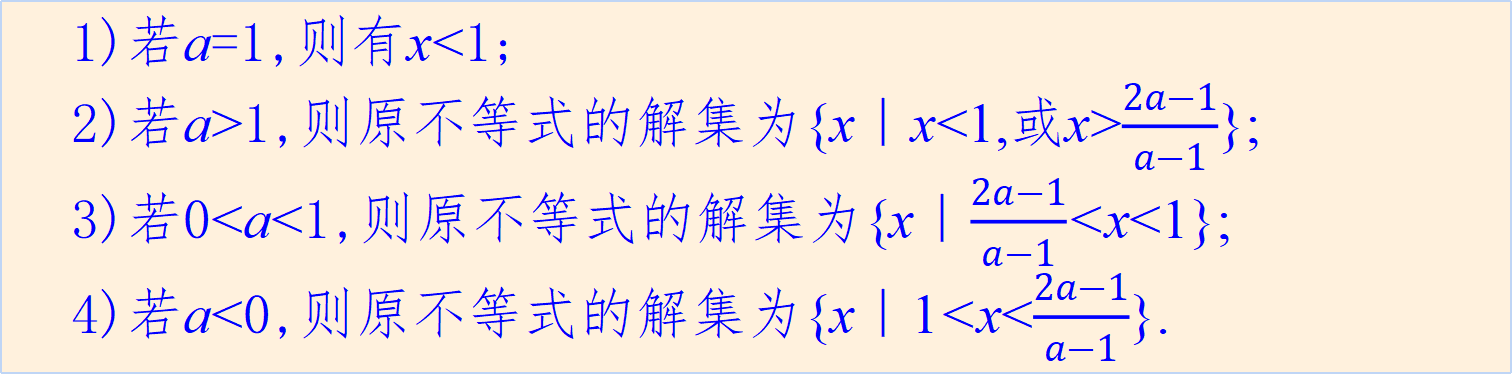 1)若a=1,则有x<1;
2)若a>1,则原不等式的解集为{x｜x<1,或x>\frac{2a-1}{a-1}};
3)若0<a<1,则原不等式的解集为{x｜\frac{2a-1}{a-1}<x<1};
4)若a<0,则原不等式的解集为{x｜1<x<\frac{2a-1}{a-1}}.